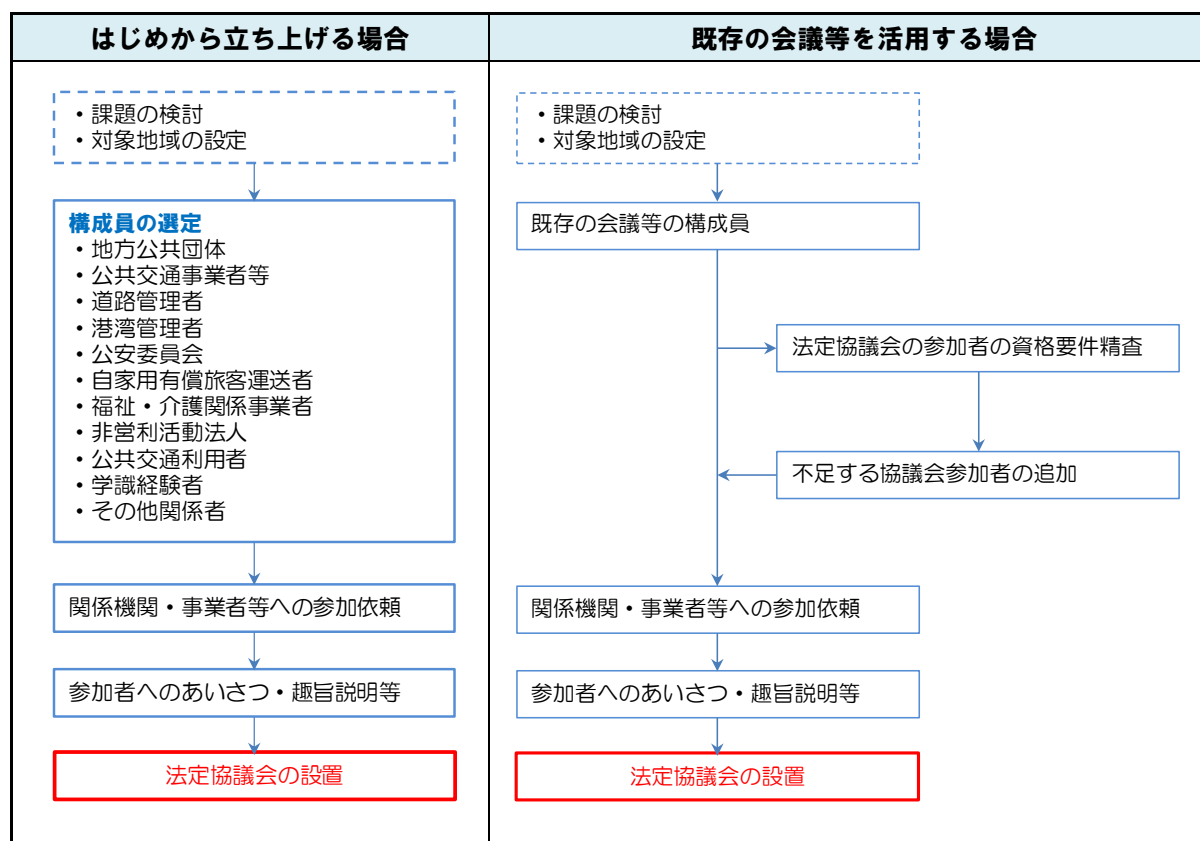 はじめから立ち上げる場合
・課題の検討
・対象地域の設定
構成員の選定
・地方公共団体
・公共交通事業者等
・道路管理者
・港湾管理者
・公安委員会
・自家用有償旅客運送者
・福祉・介護関係事業者
・非営利活動法人
・公共交通利用者
・学識経験者
・その他関係者
関係機関・事業者等への参加依頼
参加者へのあいさつ・趣旨説明等
法定協議会の設置
既存の会議等を活用する場合
・課題の検討
・対象地域の設定
既存の会議等の構成員
法定協議会の参加者の資格要件精査
不足する協議会参加者の追加
関係機関・事業者等への参加依頼
参加者へのあいさつ・趣旨説明等
法定協議会の設置